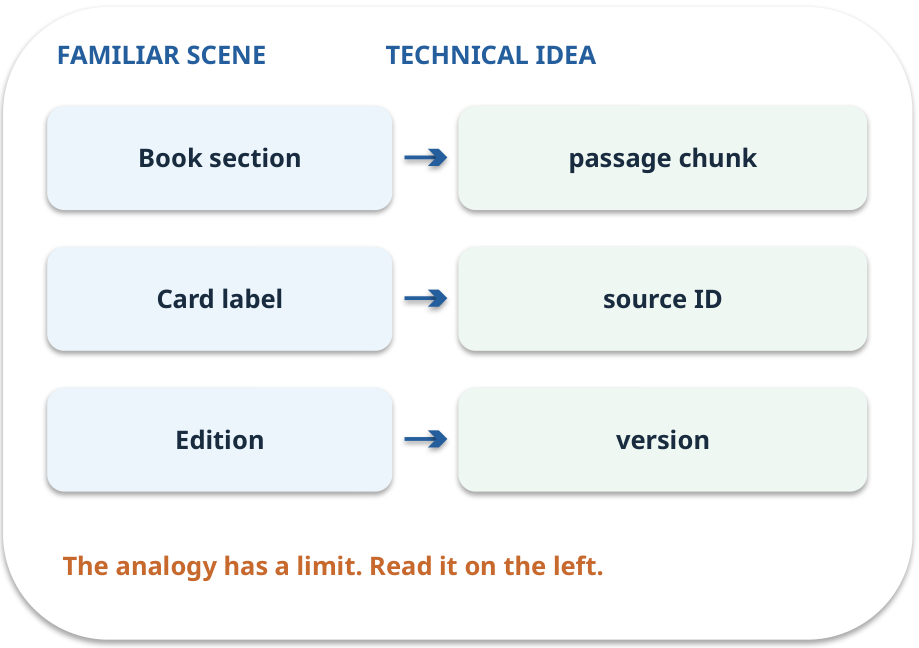 FAMILIAR SCENE TECHNICAL IDEA
Book section → passage chunk
Card label → source ID
Edition → version
The analogy has a limit. Read it on the left.